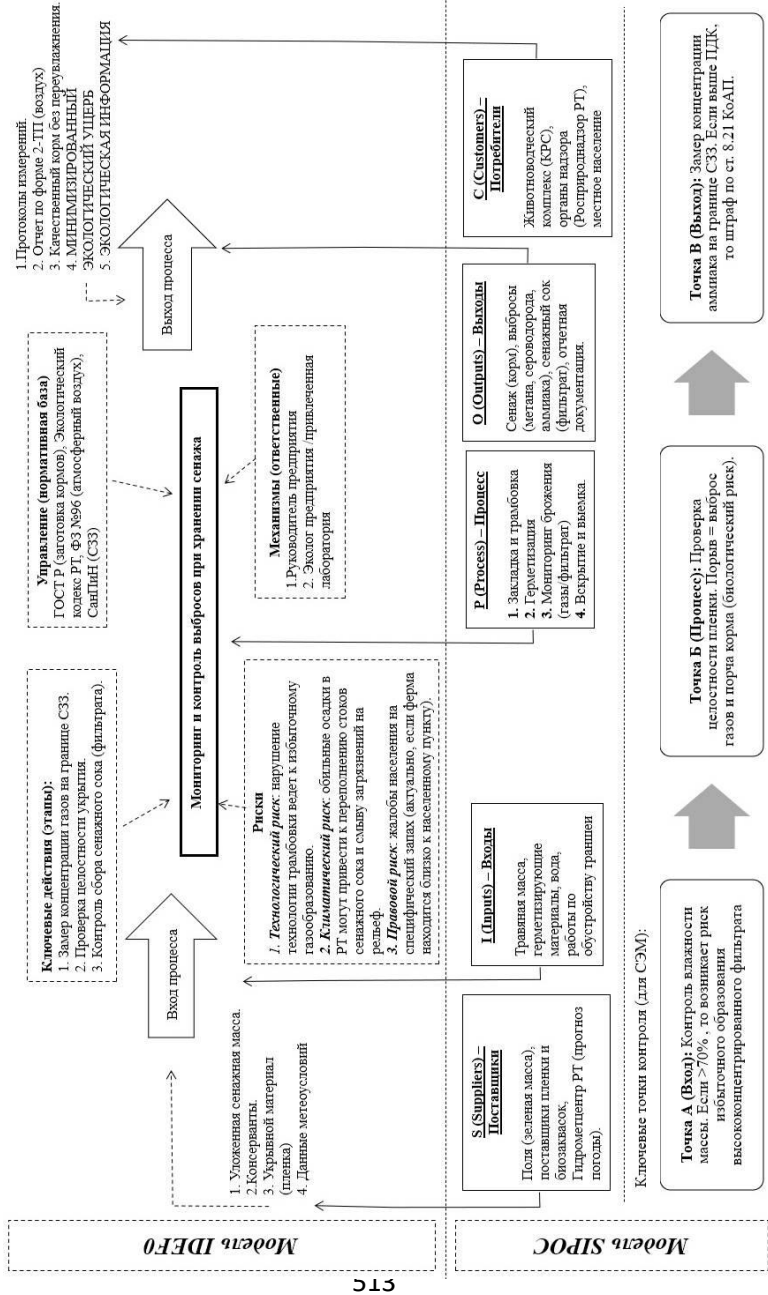 Модель IDEF0
1. Уложенная сенажная масса.
2.Консерванты.
3. Укрывной материал
(пленка)
4. Данные метеоусловий
Вход процесса
Ключевые действия (этапы):
1. Замер концентрации газов на границе СЗЗ.
2. Проверка целостности укрытия.
3. Контроль сбора сенажного сока (фильтрата).
Управление (нормативная база)
ГОСТ Р (заготовка кормов), Экологический
кодекс РТ, ФЗ №96 (атмосферный воздух),
СанПиН (СЗЗ)
Мониторинг и контроль выбросов при хранении сенажа
Риски
1. Технологический риск: нарушение
технологии трамбовки ведет к избыточному
газообразованию.
2. Климатический риск: обильные осадки в
РТ могут привести к переполнению стоков
сенажного сока и смыву загрязнений на
рельеф.
3. Правовой риск: жалобы населения на
специфический запах (актуально, если ферма
находится близко к населенному пункту).
Механизмы (ответственные)
1.Руководитель предприятия
2. Эколог предприятия /привлеченная
лаборатория
Выход процесса
1.Протоколы измерений.
2. Отчет по форме 2-ТП (воздух)
3. Качественный корм без переувлажнения.
4. МИНИМИЗИРОВАННЫЙ
ЭКОЛОГИЧЕСКИЙ УЩЕРБ
5. ЭКОЛОГИЧЕСКАЯ ИНФОРМАЦИЯ
Модель SIPOC
S (Suppliers) –
Поставщики
Поля (зеленая масса),
поставщики пленки и
биозаквасок,
Гидрометцентр РТ (прогноз
погоды).
I (Inputs) – Входы
Травяная масса,
герметизирующие
материалы, вода,
работы по
обустройству траншеи
P (Process) – Процесс
1. Закладка и трамбовка
2. Герметизация
3. Мониторинг брожения
(газы/фильтрат)
4. Вскрытие и выемка.
O (Outputs) – Выходы
Сенаж (корм), выбросы
(метана, сероводорода,
аммиака), сенажный сок
(фильтрат), отчетная
документация.
C (Customers) –
Потребители
Животноводческий
комплекс (КРС),
органы надзора
(Росприроднадзор РТ),
местное население
Ключевые точки контроля (для СЭМ):
Точка А (Вход): Контроль влажности
массы. Если >70% , то возникает риск
избыточного образования
высококонцентрированного фильтрата
Точка Б (Процесс): Проверка
целостности пленки. Порыв = выброс
газов и порча корма (биологический риск).
Точка В (Выход): Замер концентрации
аммиака на границе СЗЗ. Если выше ПДК,
то штраф по ст. 8.21 КоАП.
513